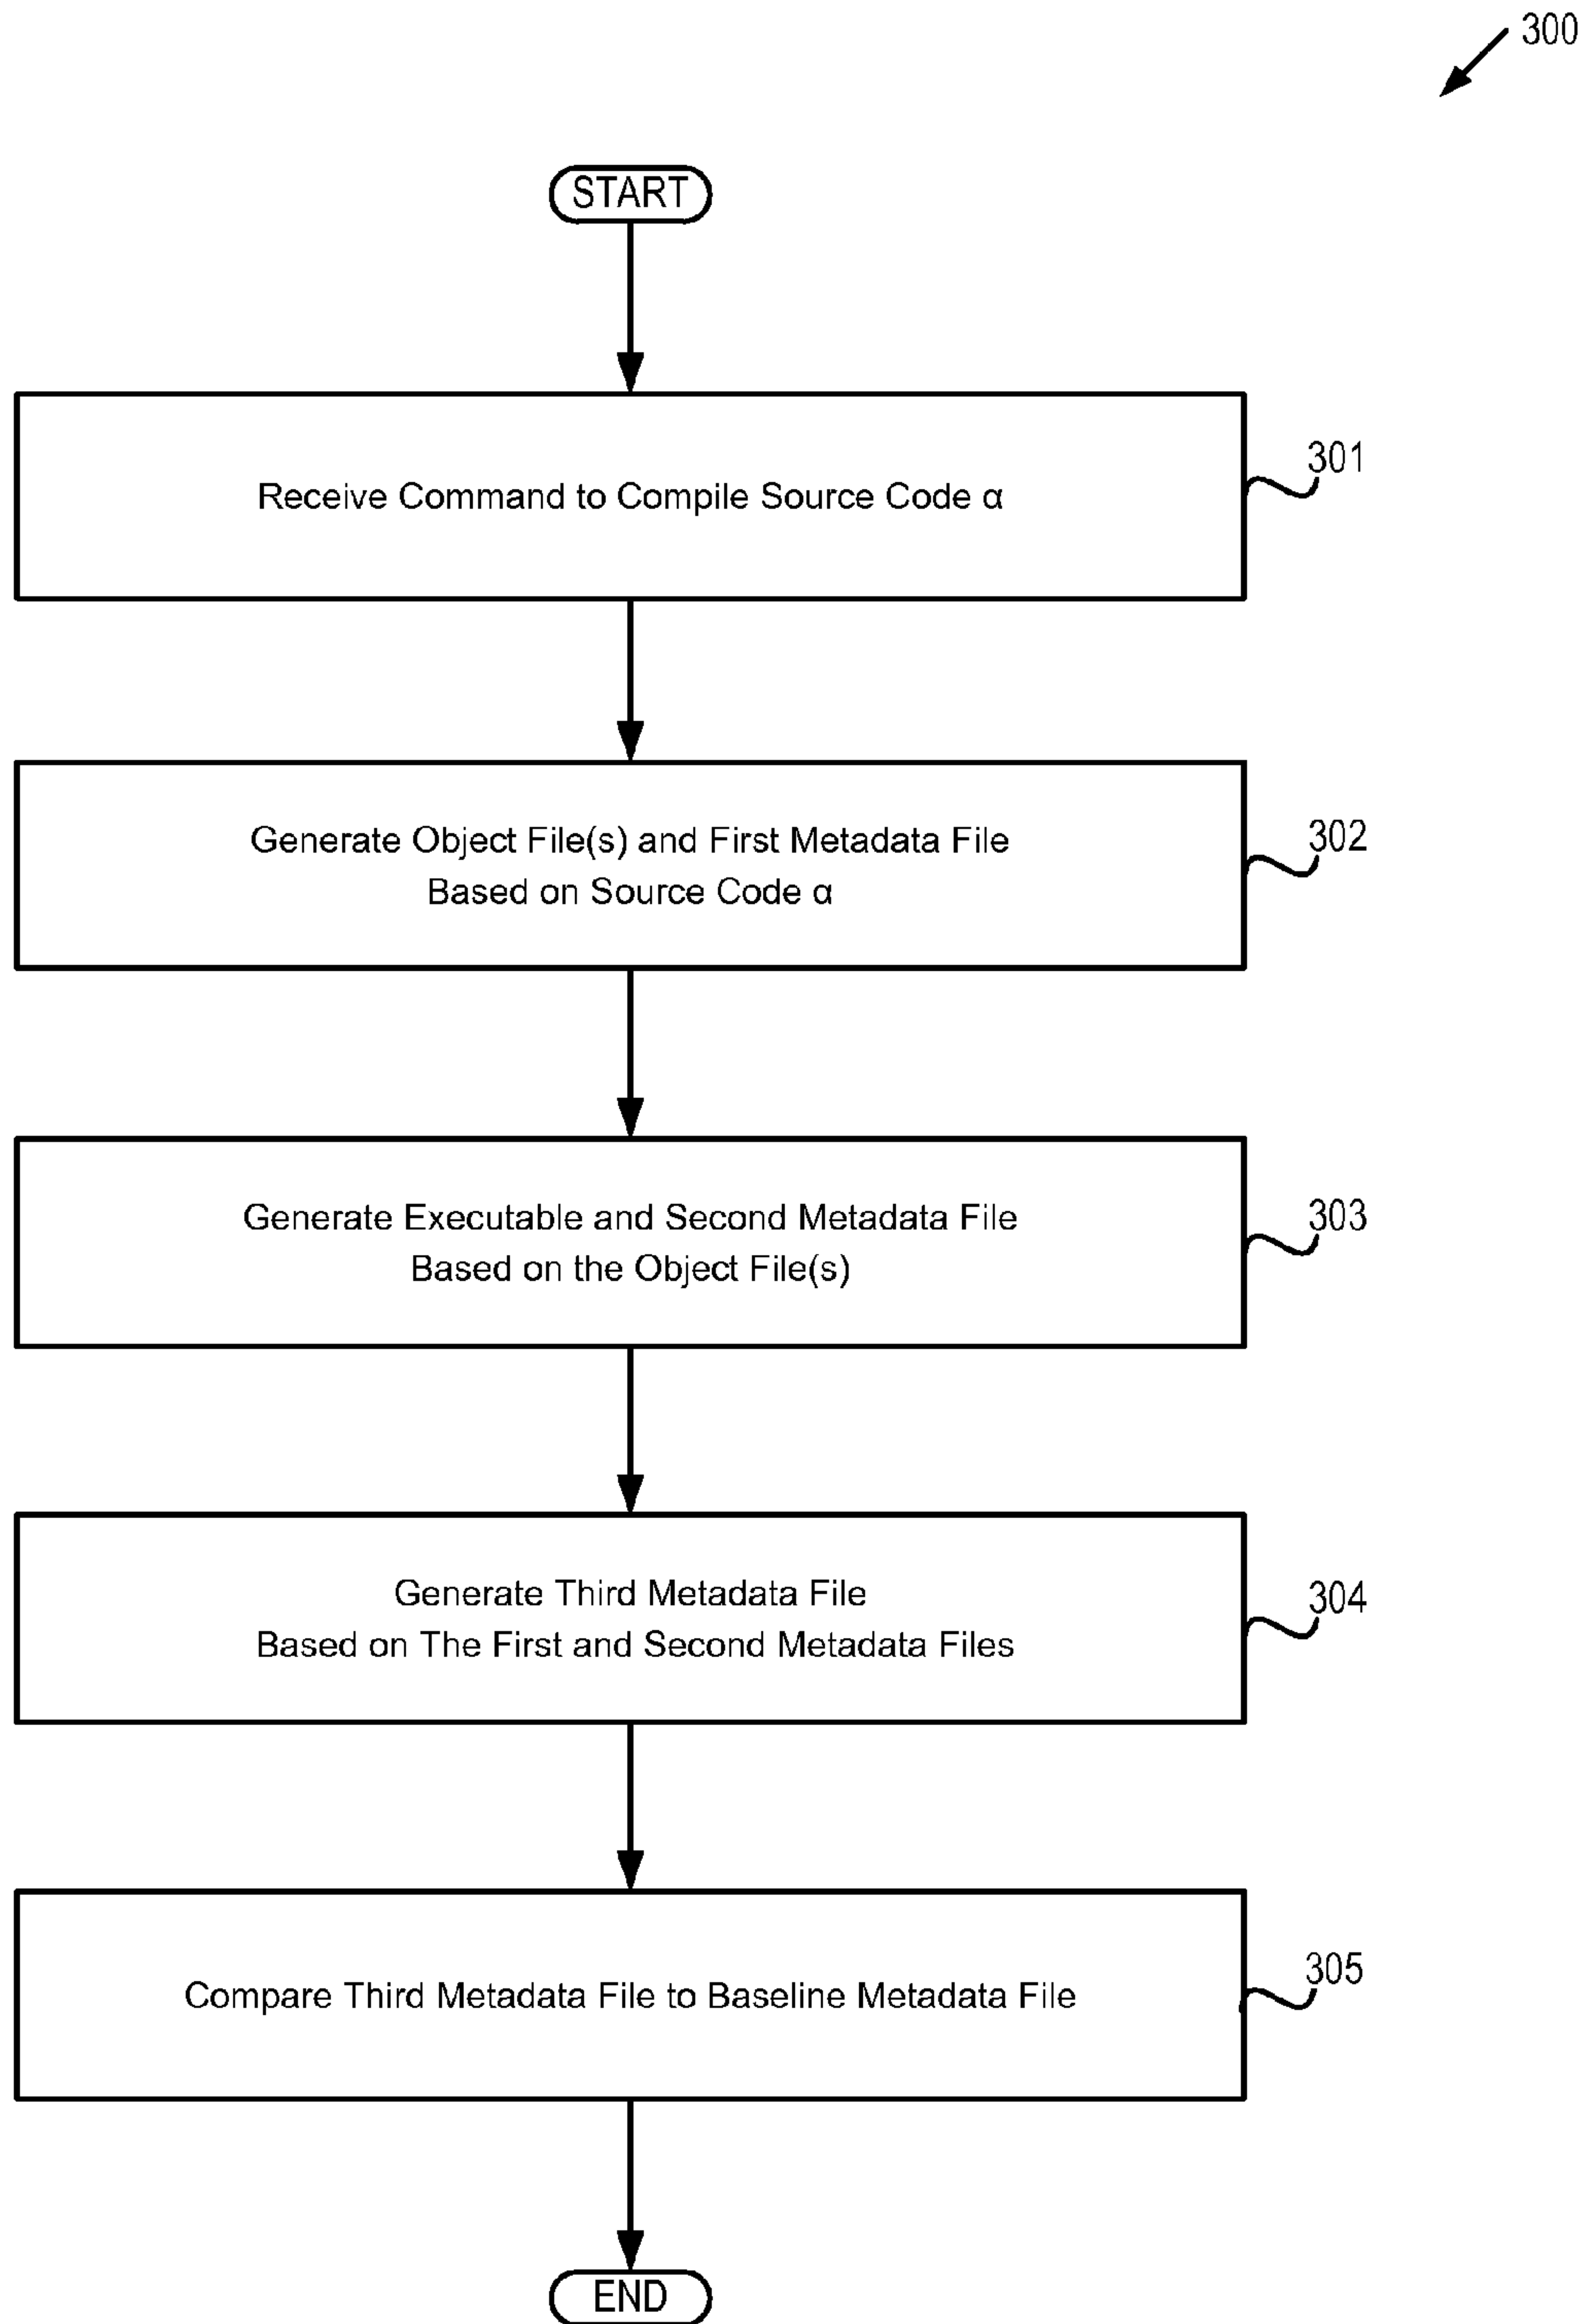 300
START
Receive Command to Compile Source Code α
301
Generate Object File(s) and First Metadata File
Based on Source Code α
302
Generate Executable and Second Metadata File
Based on the Object File(s)
303
Generate Third Metadata File
Based on The First and Second Metadata Files
304
Compare Third Metadata File to Baseline Metadata File
305
END